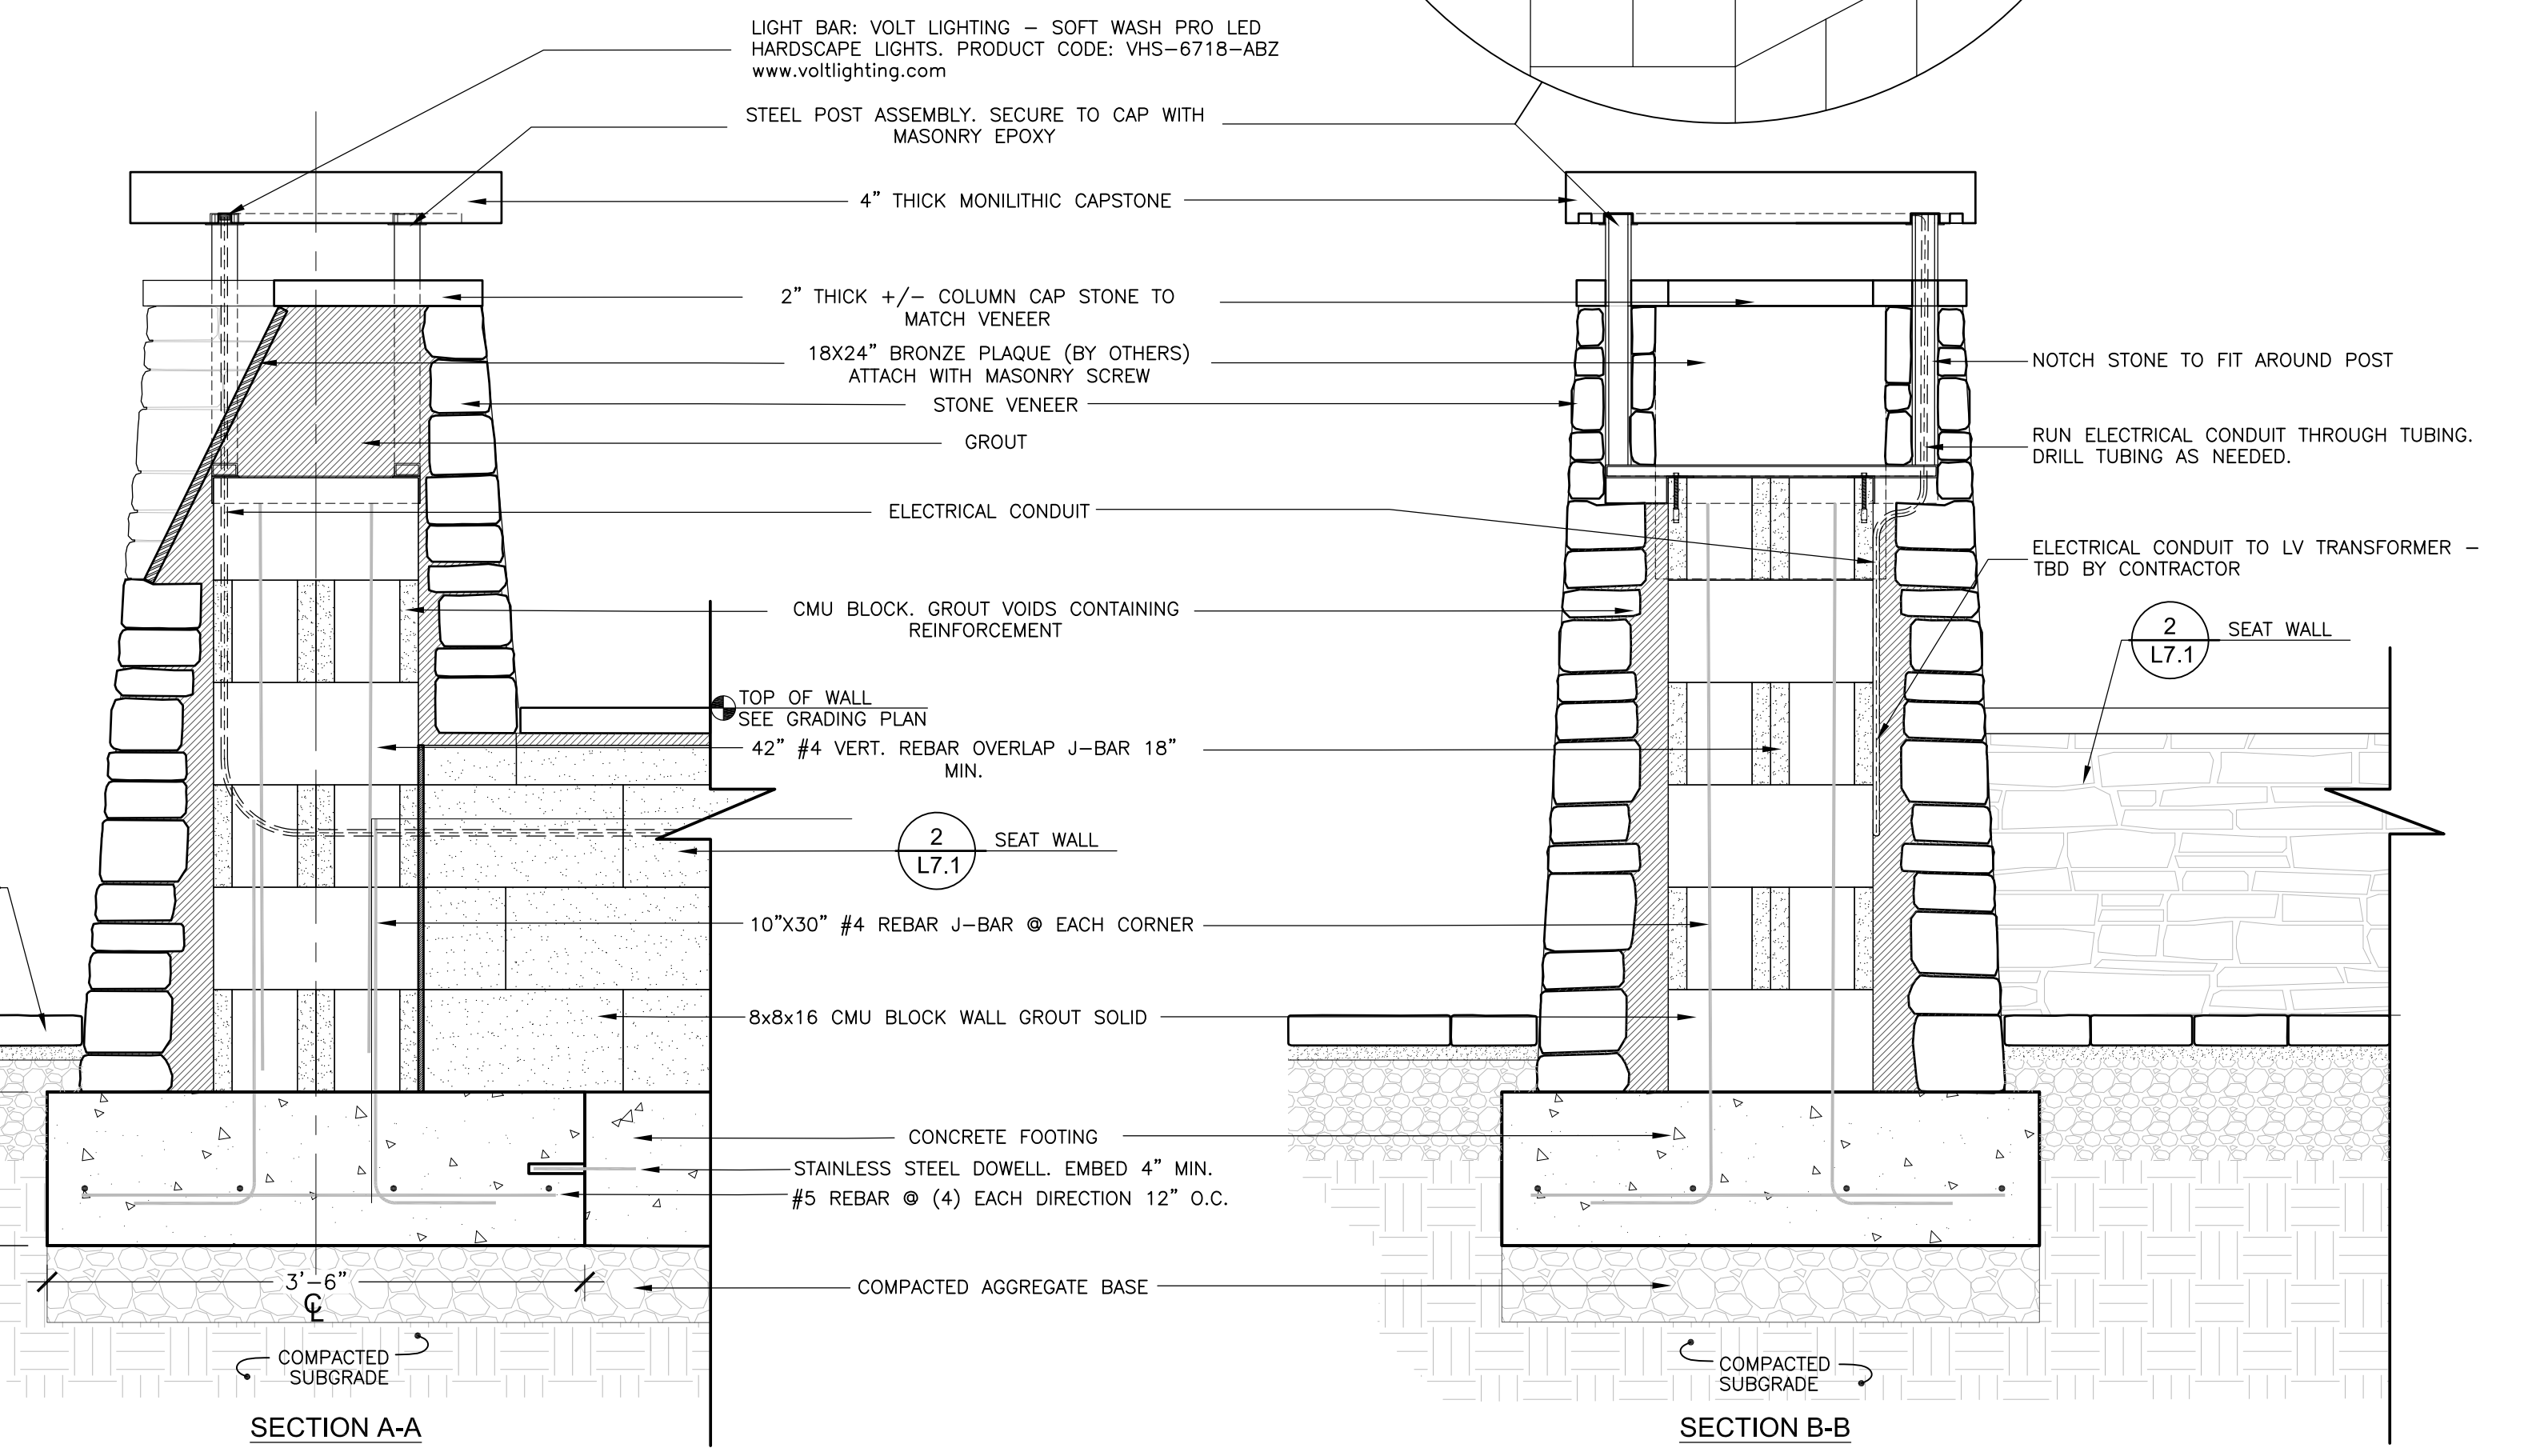 LIGHT BAR: VOLT LIGHTING – SOFT WASH PRO LED
HARDSCAPE LIGHTS. PRODUCT CODE: VHS–6718–ABZ
www.voltlighting.com
STEEL POST ASSEMBLY. SECURE TO CAP WITH
MASONRY EPOXY
4" THICK MONILITHIC CAPSTONE
2" THICK +/– COLUMN CAP STONE TO
MATCH VENEER
18X24" BRONZE PLAQUE (BY OTHERS)
ATTACH WITH MASONRY SCREW
STONE VENEER
GROUT
ELECTRICAL CONDUIT
CMU BLOCK. GROUT VOIDS CONTAINING
REINFORCEMENT
TOP OF WALL
SEE GRADING PLAN
42" #4 VERT. REBAR OVERLAP J–BAR 18"
MIN.
2
L7.1
SEAT WALL
10"X30" #4 REBAR J–BAR @ EACH CORNER
8x8x16 CMU BLOCK WALL GROUT SOLID
CONCRETE FOOTING
STAINLESS STEEL DOWELL. EMBED 4" MIN.
#5 REBAR @ (4) EACH DIRECTION 12" O.C.
COMPACTED AGGREGATE BASE
3'–6"
CL
COMPACTED
SUBGRADE
SECTION A-A
NOTCH STONE TO FIT AROUND POST
RUN ELECTRICAL CONDUIT THROUGH TUBING.
DRILL TUBING AS NEEDED.
ELECTRICAL CONDUIT TO LV TRANSFORMER –
TBD BY CONTRACTOR
2
L7.1
SEAT WALL
COMPACTED
SUBGRADE
SECTION B-B